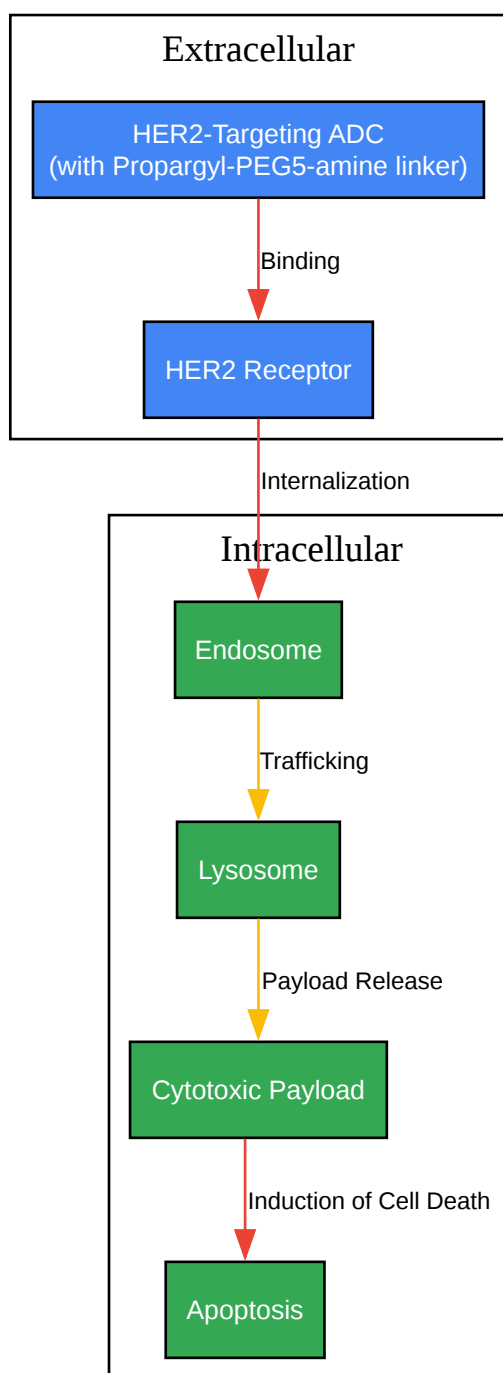 Extracellular
HER2-Targeting ADC
(with Propargyl-PEG5-amine linker)
Binding
HER2 Receptor
Internalization
Intracellular
Endosome
Trafficking
Lysosome
Payload Release
Cytotoxic Payload
Induction of Cell Death
Apoptosis